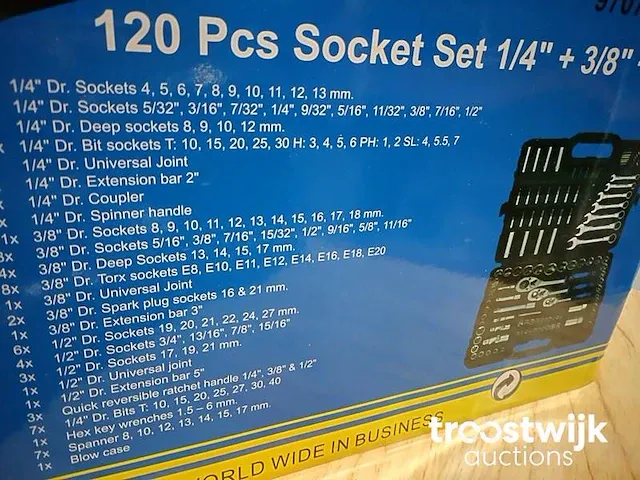 120 Pcs Socket Set 1/4" + 3/8"
1/4" Dr. Sockets 4, 5, 6, 7, 8, 9, 10, 11, 12, 13 mm.
1/4" Dr. Sockets 5/32", 3/16", 7/32", 1/4", 9/32", 5/16", 11/32", 3/8", 7/16", 1/2"
1/4" Dr. Deep sockets 8, 9, 10, 12 mm.
x 1/4" Dr. Bit sockets T: 10, 15, 20, 25, 30 H: 3, 4, 5, 6 PH: 1, 2 SL: 4, 5.5, 7
1/4" Dr. Universal Joint
1/4" Dr. Extension bar 2"
x 1/4" Dr. Coupler
x 1/4" Dr. Spinner handle
1x 3/8" Dr. Sockets 8, 9, 10, 11, 12, 13, 14, 15, 16, 17, 18 mm.
8x 3/8" Dr. Sockets 5/16", 3/8", 7/16", 15/32", 1/2", 9/16", 5/8", 11/16"
4x 3/8" Dr. Deep Sockets 13, 14, 15, 17 mm.
8x 3/8" Dr. Torx sockets E8, E10, E11, E12, E14, E16, E18, E20
1x 3/8" Dr. Universal Joint
2x 3/8" Dr. Spark plug sockets 16 & 21 mm.
1x 3/8" Dr. Extension bar 3"
6x 1/2" Dr. Sockets 19, 20, 21, 22, 24, 27 mm.
4x 1/2" Dr. Sockets 3/4", 13/16", 7/8", 15/16"
3x 1/2" Dr. Sockets 17, 19, 21 mm.
1x 1/2" Dr. Universal joint
1x 1/2" Dr. Extension bar 5"
3x Quick reversible ratchet handle 1/4", 3/8" & 1/2"
7x 1/4" Dr. Bits T: 10, 15, 20, 25, 27, 30, 40
1x Hex key wrenches 1.5 – 6 mm.
7x Spanner 8, 10, 12, 13, 14, 15, 17 mm.
1x Blow case
WORLD WIDE IN BUSINESS
troostwijk
auctions